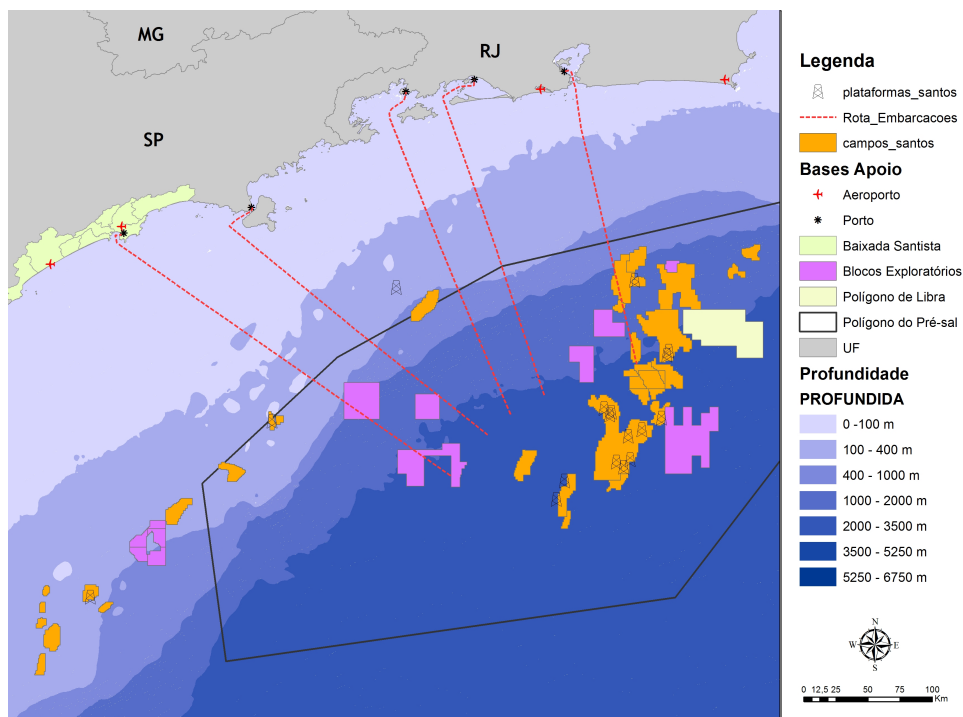 MG
RJ
SP
Legenda
plataformas_santos
Rota_Embarcacoes
campos_santos
Bases Apoio
Aeroporto
Porto
Baixada Santista
Blocos Exploratórios
Polígono de Libra
Polígono do Pré-sal
UF
Profundidade
PROFUNDIDA
0 -100 m
100 - 400 m
400 - 1000 m
1000 - 2000 m
2000 - 3500 m
3500 - 5250 m
5250 - 6750 m
N
W E
S
0 12,5 25 50 75 100
Km